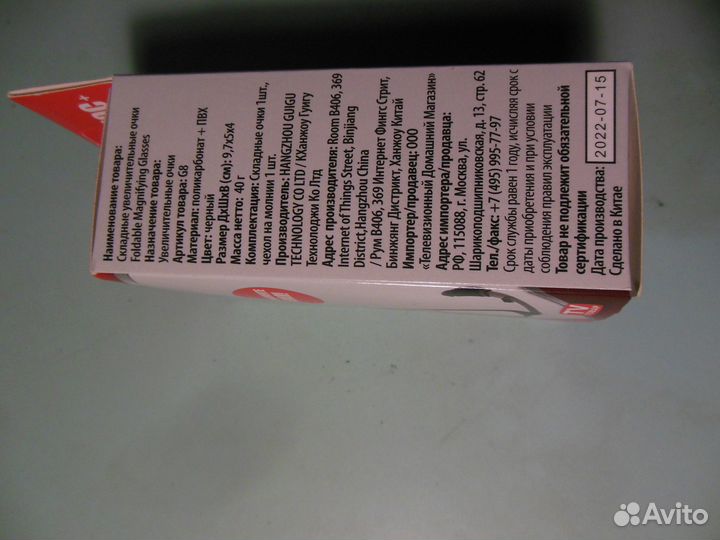 Наименование товара:
Складные увеличительные очки
Foldable Magnifying Glasses
Назначение товара:
Увеличительные очки
Артикул товара: G8
Материал: поликарбонат + ПВХ
Цвет: черный
Размер ДхШхВ (см): 9,7х5х4
Масса нетто: 40 г
Комплектация: Складные очки 1шт.,
чехол на молнии 1 шт.
Производитель: HANGZHOU GUIGU
TECHNOLOGY CO LTD / КХанжоу Гуигу
Технолоджи Ко Лтд
Адрес производителя: Room B406, 369
Internet of Things Street, Binjiang
District,Hangzhou China
/ Рум B406, 369 Интернет Фингс Стрит,
Бинжянг Дистрикт, Ханжоу Китай
Импортер/продавец: ООО
«Телевизионный Домашний Магазин»
Адрес импортера/продавца:
РФ, 115088, г. Москва, ул.
Шарикоподшипниковская, д. 13, стр. 62
Тел./факс: +7 (495) 995-77-97
Срок службы равен 1 году, исчисляя срок с
даты приобретения и при условии
соблюдения правил эксплуатации
Товар не подлежит обязательной
сертификации
Дата производства: 2022-07-15
Сделано в Китае
TV
Avito